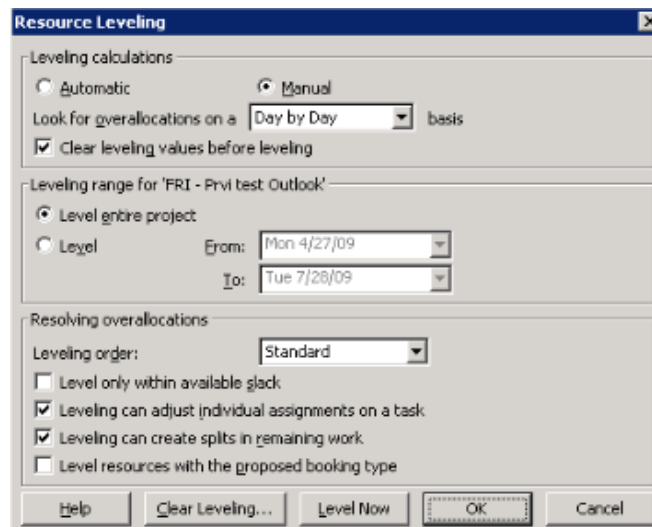 Resource Leveling
Leveling calculations
Automatic Manual
Look for overallocations on a Day by Day basis
Clear leveling values before leveling
Leveling range for 'FRI - Prvi test Outlook'
Level entire project
Level From: Mon 4/27/09
To: Tue 7/28/09
Resolving overallocations
Leveling order: Standard
Level only within available slack
Leveling can adjust individual assignments on a task
Leveling can create splits in remaining work
Level resources with the proposed booking type
Help Clear Leveling... Level Now OK Cancel